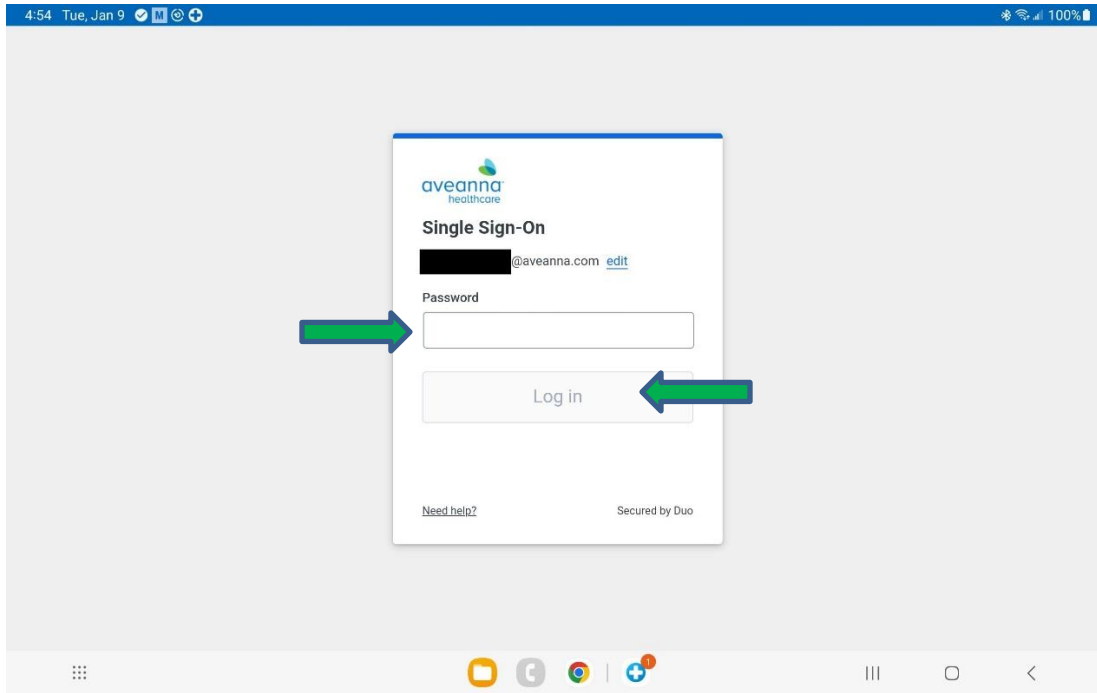 4:54 Tue, Jan 9 M 100%
aveanna
healthcare
Single Sign-On
@aveanna.com edit
Password
Log in
Need help? Secured by Duo
1